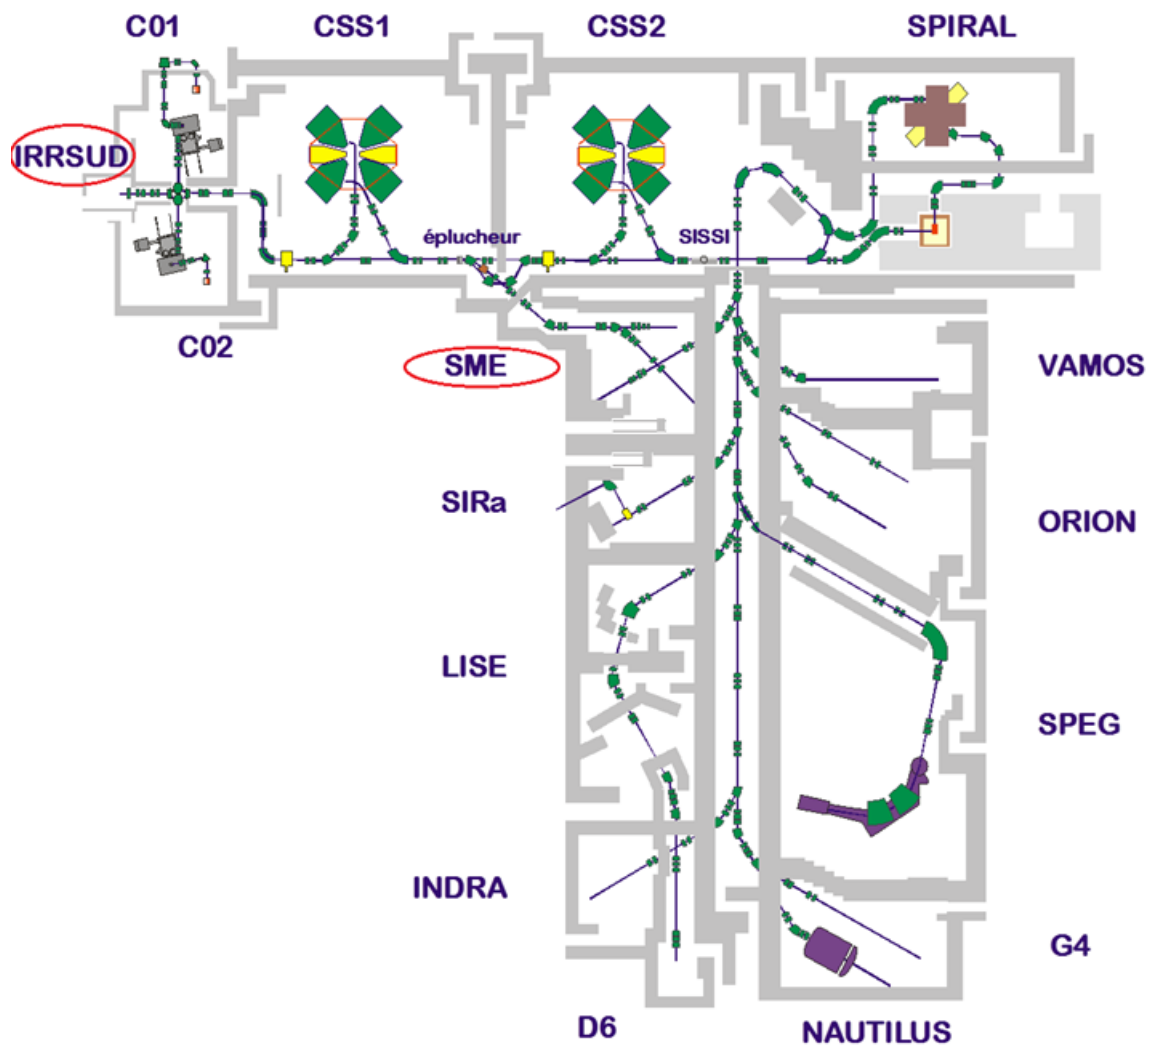 C01
CSS1
CSS2
SPIRAL
IRRSUD
éplucheur
SISSI
C02
SME
VAMOS
SIRa
ORION
LISE
SPEG
INDRA
G4
D6
NAUTILUS